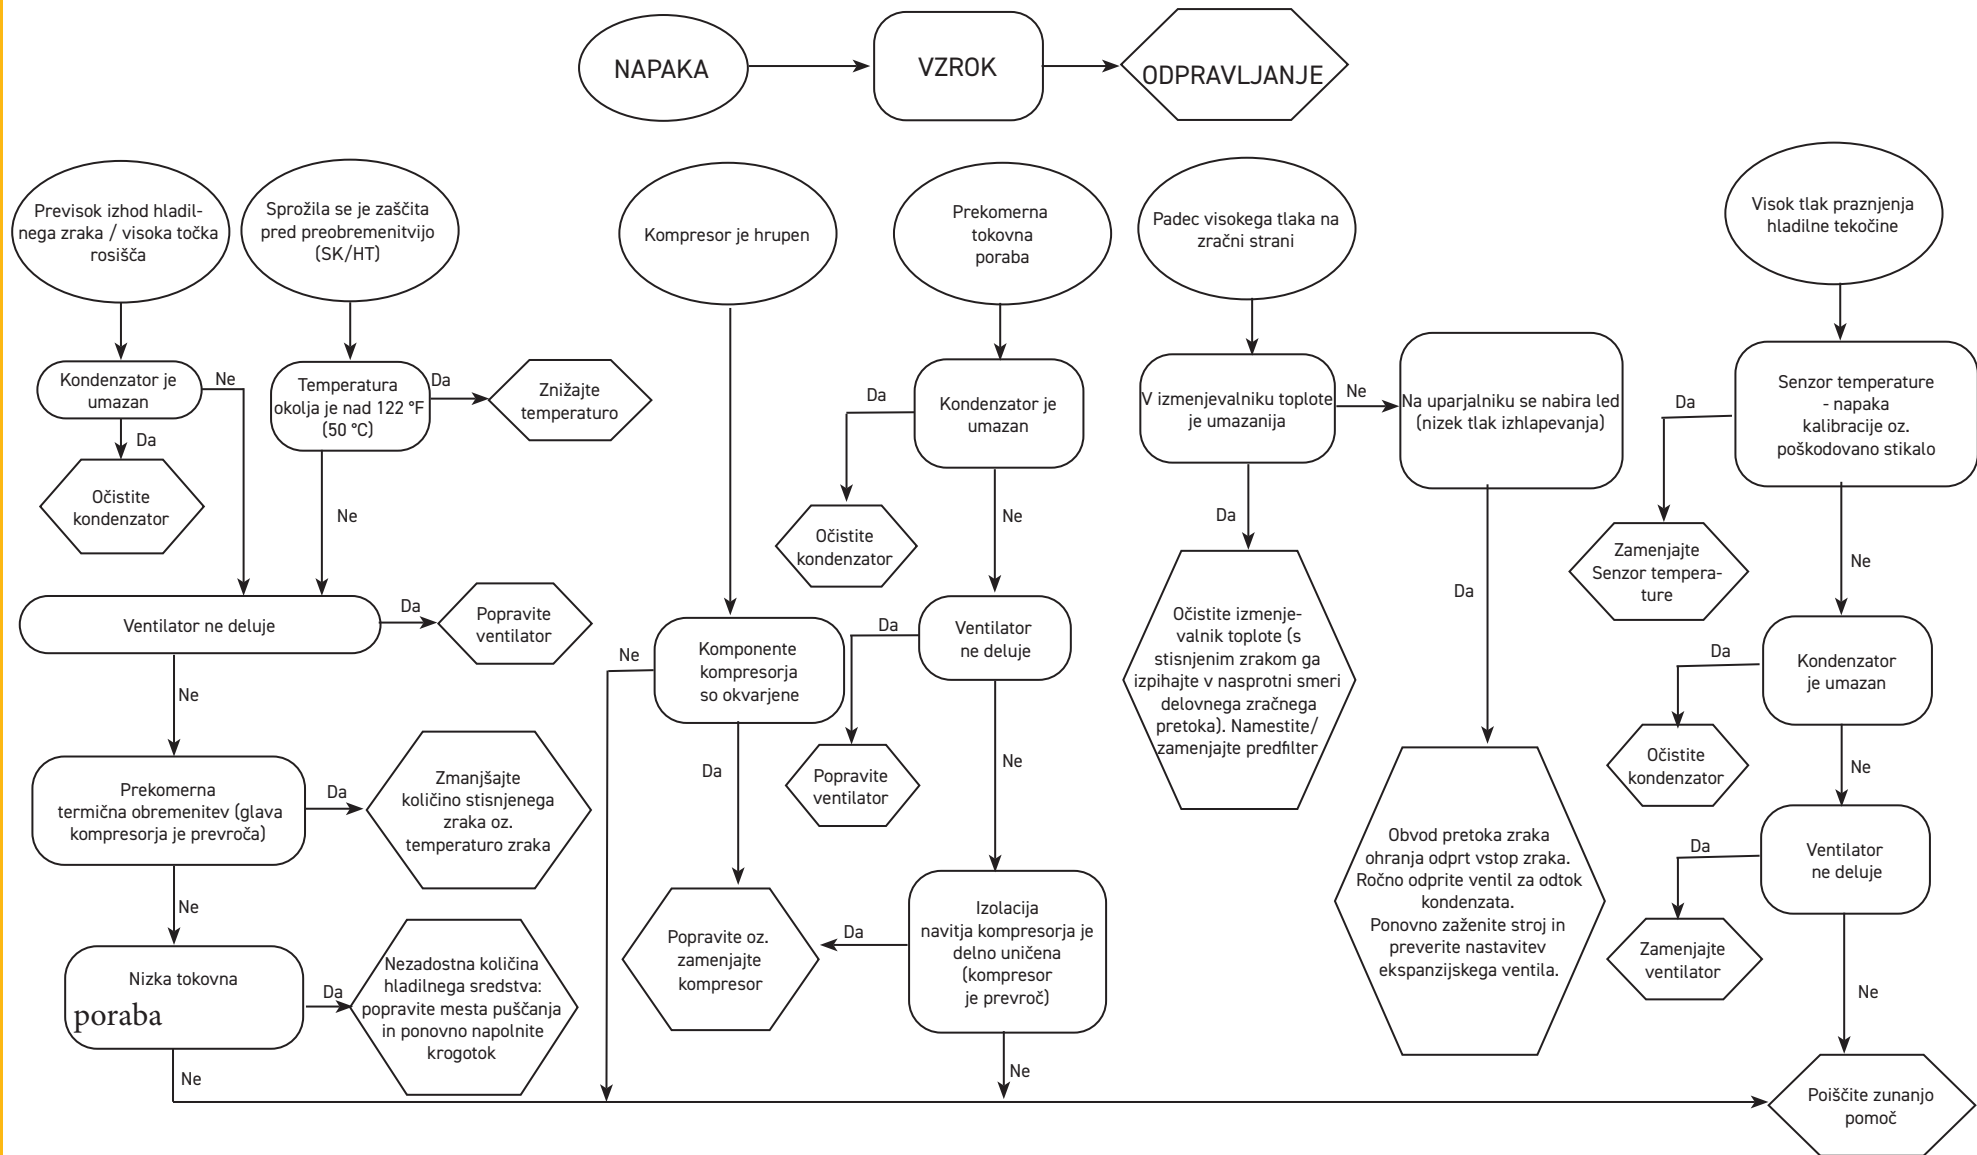 NAPAKA
VZROK
ODPRAVLJANJE
Previsok izhod hladil-
nega zraka / visoka točka
rosišča
Sprožila se je zaščita
pred preobremenitvijo
(SK/HT)
Kompresor je hrupen
Prekomerna
tokovna
poraba
Padec visokega tlaka na
zračni strani
Visok tlak praznjenja
hladilne tekočine
Kondenzator je
umazan
Ne
Da
Očistite
kondenzator
Temperatura
okolja je nad 122 °F
(50 °C)
Da
Znižajte
temperaturo
Ne
Ventilator ne deluje
Da
Popravite
ventilator
Ne
Prekomerna
termična obremenitev (glava
kompresorja je prevroča)
Da
Zmanjšajte
količino stisnjenega
zraka oz.
temperaturo zraka
Ne
Nizka tokovna
poraba
Da
Nezadostna količina
hladilnega sredstva:
popravite mesta puščanja
in ponovno napolnite
krogotok
Ne
Ne
Komponente
kompresorja
so okvarjene
Da
Popravite oz.
zamenjajte
kompresor
Kondenzator je
umazan
Da
Očistite
kondenzator
Ne
Ventilator
ne deluje
Da
Popravite
ventilator
Ne
Izolacija
navitja kompresorja je
delno uničena
(kompresor
je prevroč)
Da
Ne
V izmenjevalniku toplote
je umazanija
Ne
Na uparjalniku se nabira led
(nizek tlak izhlapevanja)
Da
Očistite izmenje-
valnik toplote (s
stisnjenim zrakom ga
izpihajte v nasprotni smeri
delovnega zračnega
pretoka). Namestite/
zamenjajte predfilter
Da
Obvod pretoka zraka
ohranja odprt vstop zraka.
Ročno odprite ventil za odtok
kondenzata.
Ponovno zaženite stroj in
preverite nastavitev
ekspanzijskega ventila.
Senzor temperature
- napaka
kalibracije oz.
poškodovano stikalo
Da
Zamenjajte
Senzor tempera-
ture
Ne
Kondenzator
je umazan
Da
Očistite
kondenzator
Ne
Ventilator
ne deluje
Da
Zamenjajte
ventilator
Ne
Poiščite zunanjo
pomoč